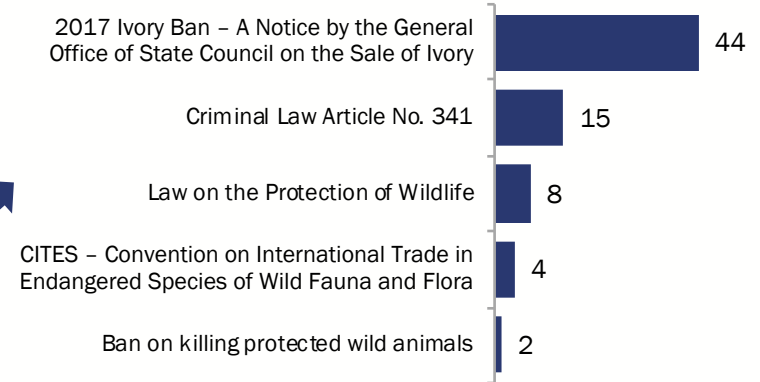 2017 Ivory Ban – A Notice by the General
Office of State Council on the Sale of Ivory
44
Criminal Law Article No. 341
15
Law on the Protection of Wildlife
8
CITES – Convention on International Trade in
Endangered Species of Wild Fauna and Flora
4
Ban on killing protected wild animals
2